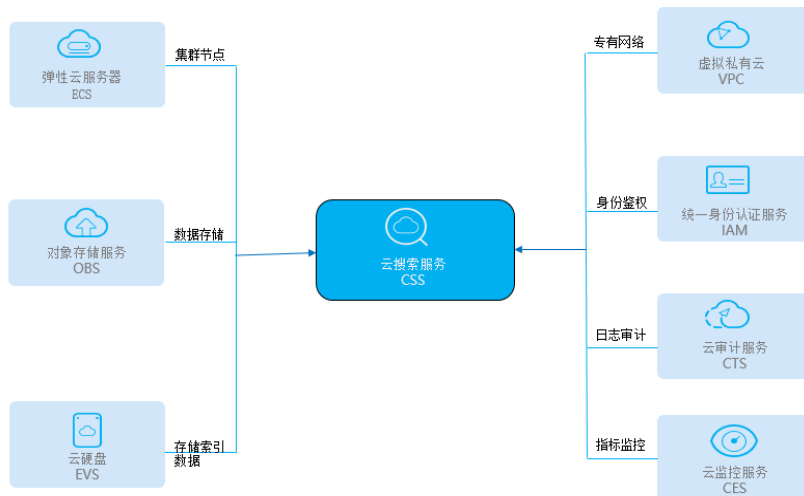 弹性云服务器
ECS
集群节点
对象存储服务
OBS
数据存储
云硬盘
EVS
存储索引
数据
云搜索服务
CSS
专有网络
虚拟私有云
VPC
身份鉴权
统一身份认证服务
IAM
日志审计
云审计服务
CTS
指标监控
云监控服务
CES